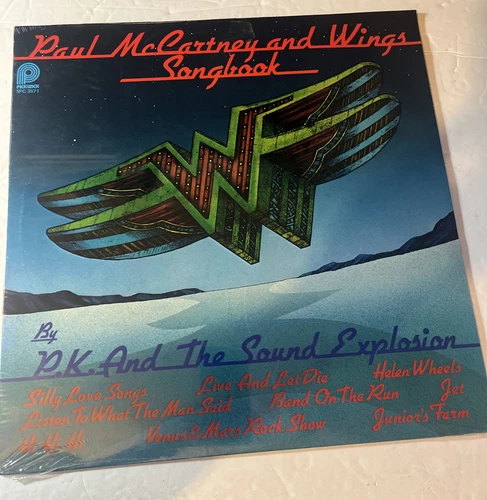 Paul McCartney and Wings
Songbook
P
PICKWICK
SPC-3571
W
By
P.K. And The Sound Explosion
Silly Love Songs
Live And Let Die
Helen Wheels
Listen To What The Man Said
Band On The Run
Jet
Hi Hi Hi
Venus & Mars Rock Show
Junior's Farm